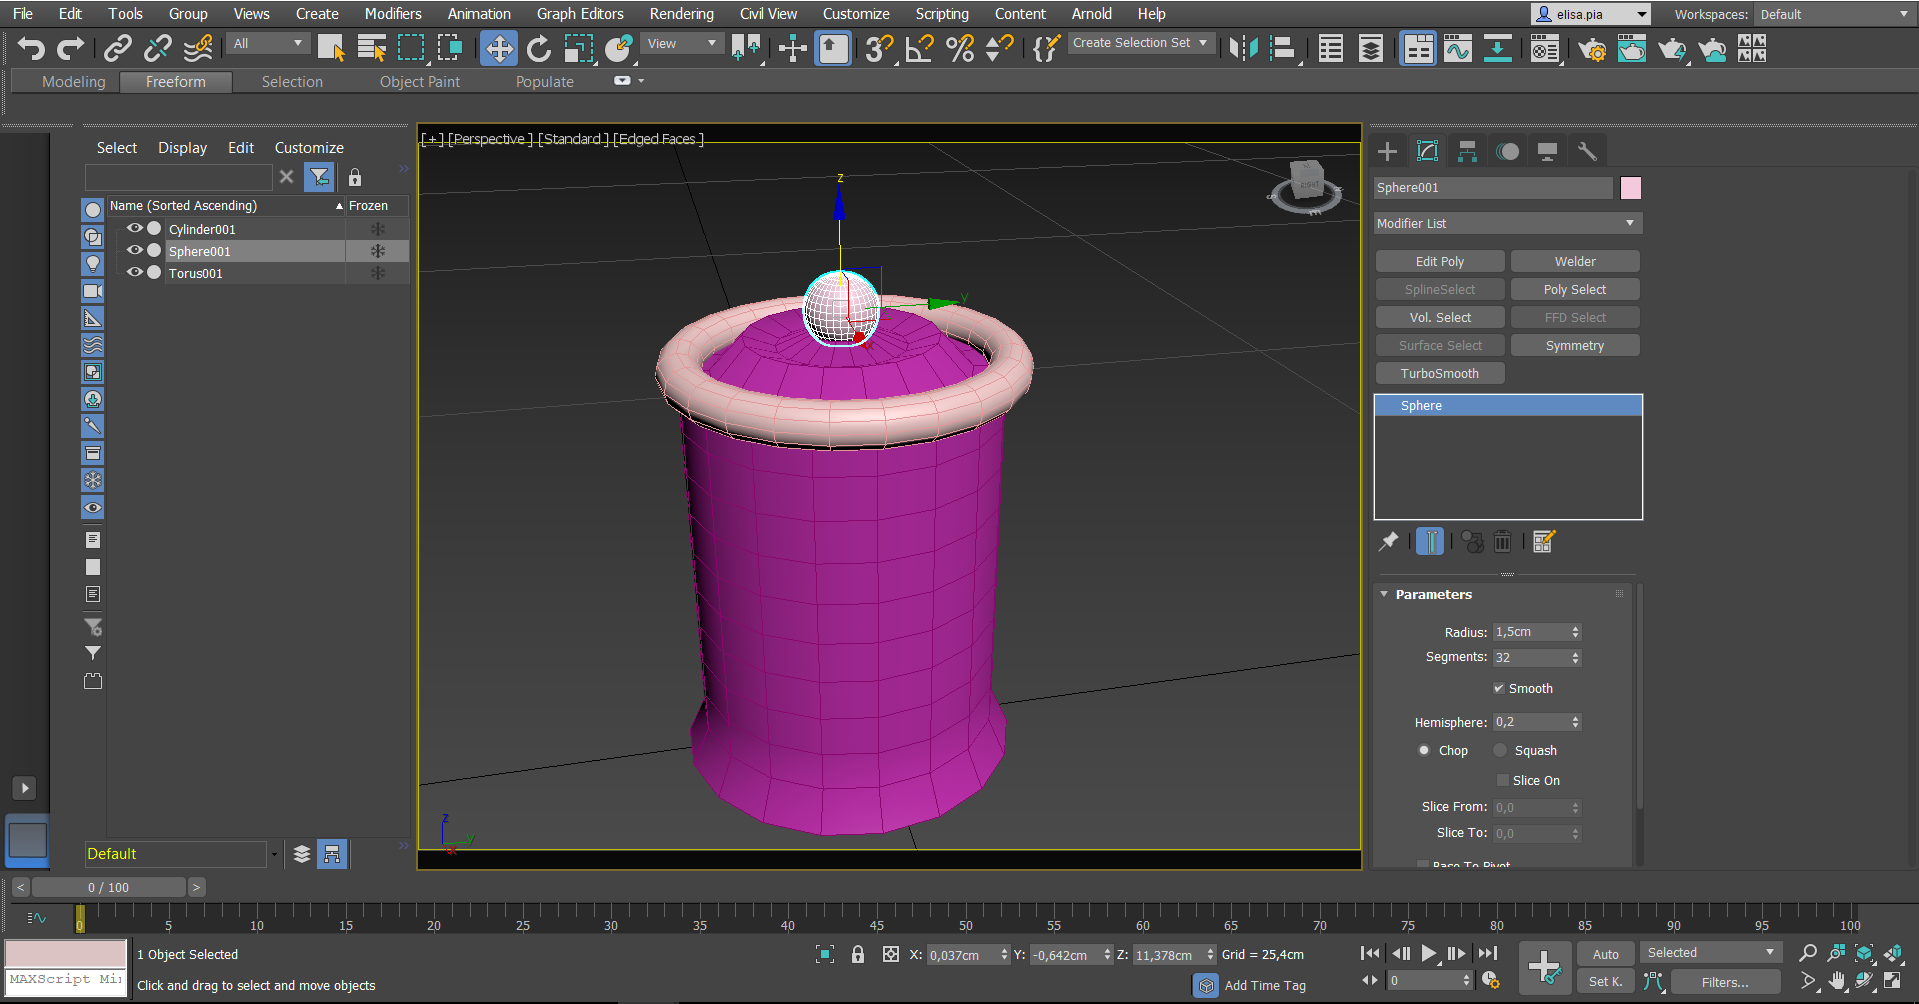 File Edit Tools Group Views Create Modifiers Animation Graph Editors Rendering Civil View Customize Scripting Content Arnold Help elisa.pia Workspaces: Default
All View Create Selection Set
Modeling Freeform Selection Object Paint Populate
[+] [Perspective] [Standard] [Edged Faces]
Select Display Edit Customize
Name (Sorted Ascending) Frozen
Cylinder001
Sphere001
Torus001
Default
z
y
x
RIGHT
z
y
x
Sphere001
Modifier List
Edit Poly Welder
SplineSelect Poly Select
Vol. Select FFD Select
Surface Select Symmetry
TurboSmooth
Sphere
Parameters
Radius: 1,5cm
Segments: 32
Smooth
Hemisphere: 0,2
Chop Squash
Slice On
Slice From: 0,0
Slice To: 0,0
Base To Pivot
< 0 / 100 >
0 5 10 15 20 25 30 35 40 45 50 55 60 65 70 75 80 85 90 95 100
1 Object Selected X: 0,037cm Y: -0,642cm Z: 11,378cm Grid = 25,4cm Auto Selected
MAXScript Mi
Click and drag to select and move objects Add Time Tag 0 Set K. Filters...